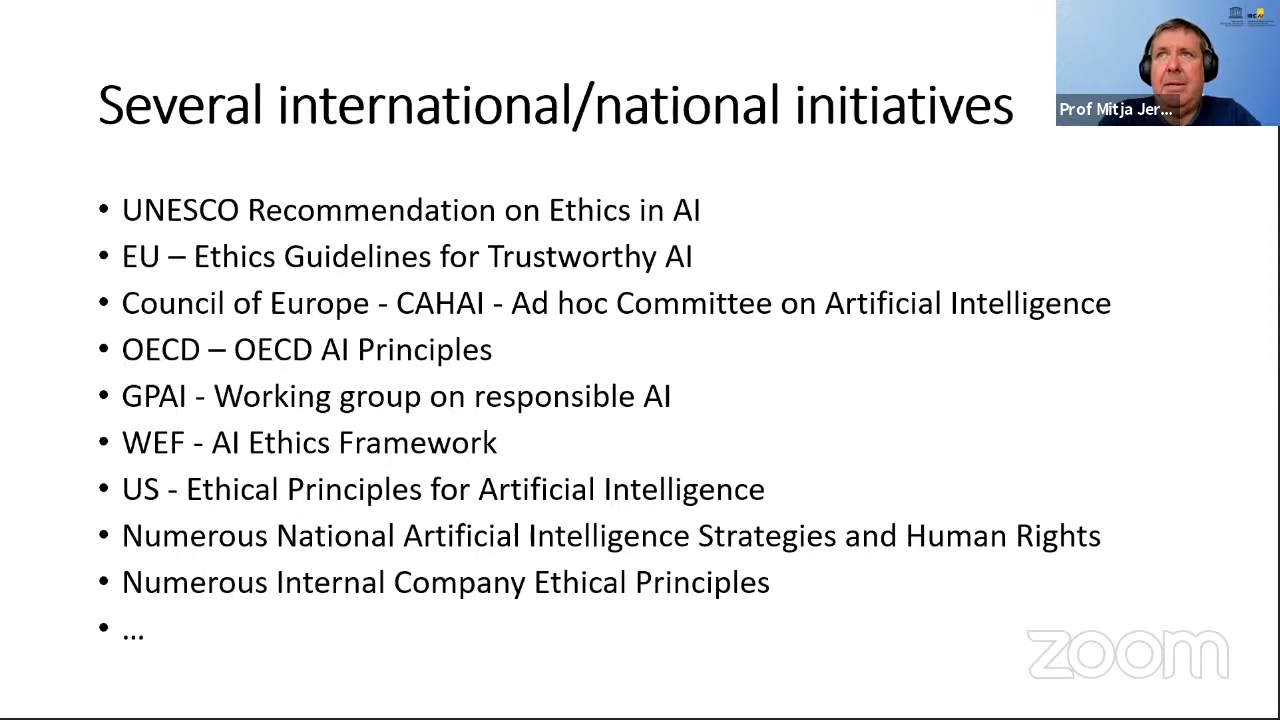 Several international/national initiatives
Prof Mitja Jer...
• UNESCO Recommendation on Ethics in AI
• EU – Ethics Guidelines for Trustworthy AI
• Council of Europe - CAHAI - Ad hoc Committee on Artificial Intelligence
• OECD – OECD AI Principles
• GPAI - Working group on responsible AI
• WEF - AI Ethics Framework
• US - Ethical Principles for Artificial Intelligence
• Numerous National Artificial Intelligence Strategies and Human Rights
• Numerous Internal Company Ethical Principles
• ...
zoom